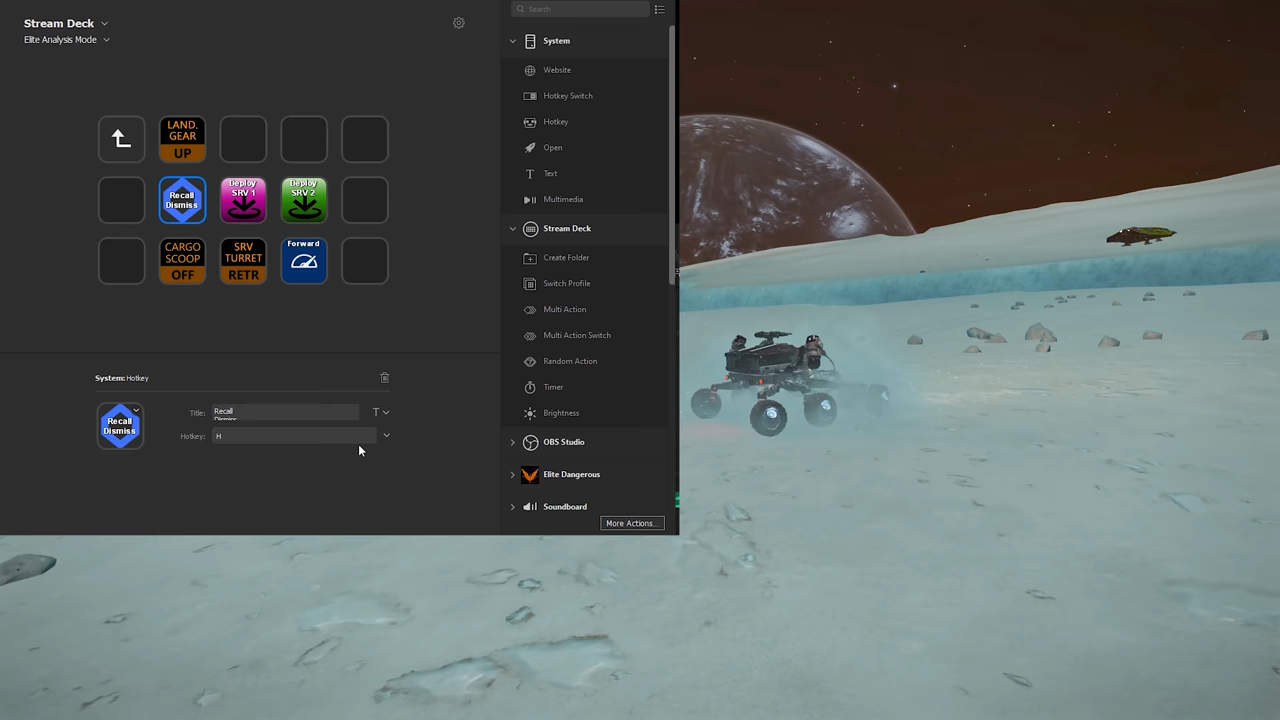 Stream Deck
Elite Analysis Mode
LAND.
GEAR
UP
Recall
Dismiss
Deploy
SRV 1
Deploy
SRV 2
CARGO
SCOOP
OFF
SRV
TURRET
RETR
Forward
System: Hotkey
Recall
Dismiss
Title:
Recall
Dismiss
T
Hotkey:
H
Search
System
Website
Hotkey Switch
Hotkey
Open
T Text
Multimedia
Stream Deck
Create Folder
Switch Profile
Multi Action
Multi Action Switch
Random Action
Timer
Brightness
OBS Studio
Elite Dangerous
Soundboard
More Actions...